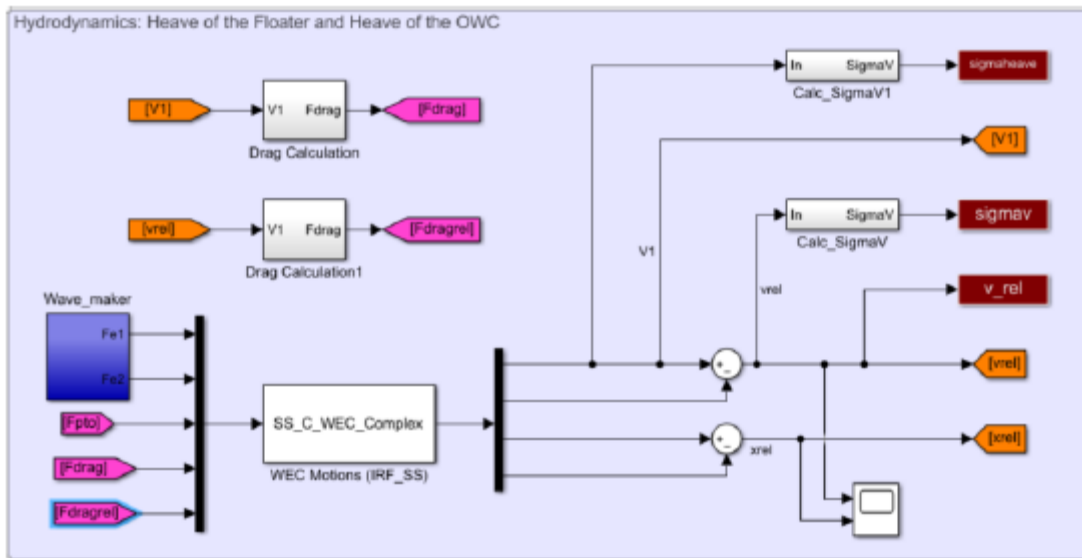 Hydrodynamics: Heave of the Floater and Heave of the OWC
In SigmaV
sigmaheave
Calc_SigmaV1
[V1]
V1 Fdrag
[Fdrag]
Drag Calculation
[V1]
[vrel]
V1 Fdrag
[Fdragrel]
Drag Calculation1
In SigmaV
sigmav
Calc_SigmaV
V1
vrel
v_rel
Wave_maker
Fe1
Fe2
[Fpto]
[Fdrag]
[Fdragrel]
SS_C_WEC_Complex
WEC Motions (IRF_SS)
+
-
[vrel]
+
-
xrel
[xrel]